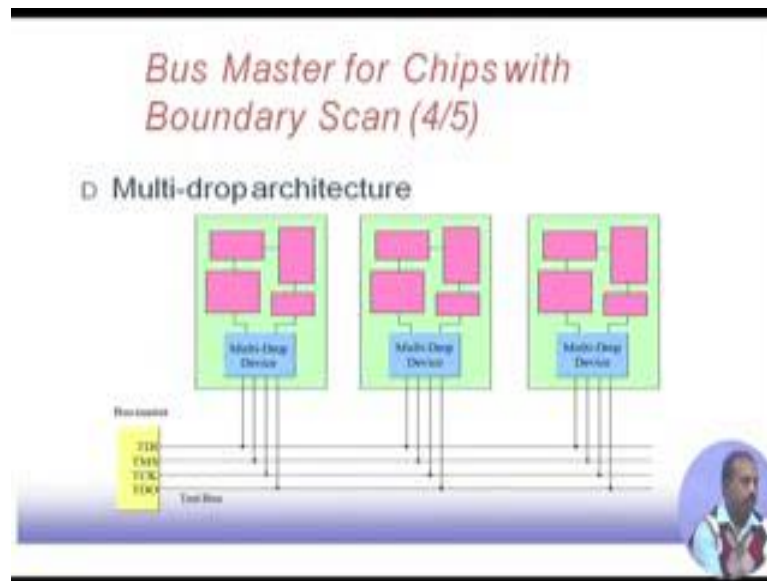 Bus Master for Chips with
Boundary Scan (4/5)
D Multi-drop architecture
Multi-Drop
Device
Multi-Drop
Device
Multi-Drop
Device
Bus master
TDI
TMS
TCK
TDO
Test Bus